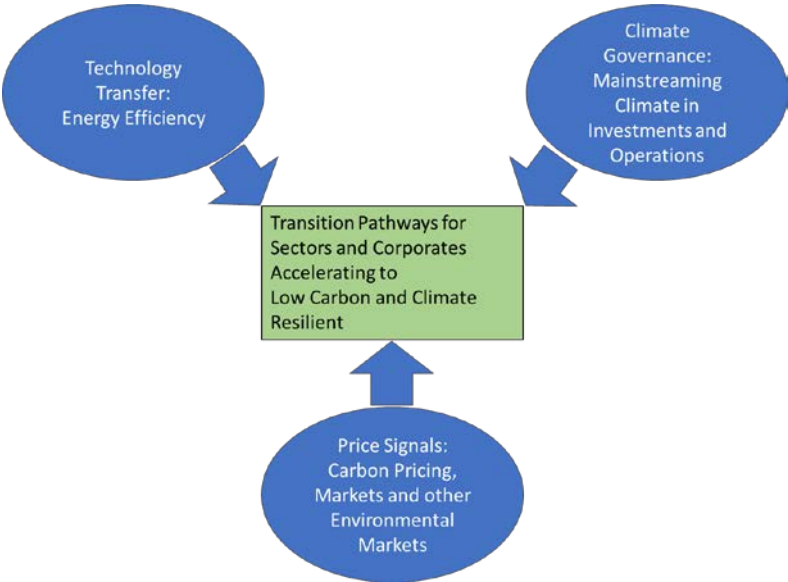 Technology
Transfer:
Energy Efficiency
Climate
Governance:
Mainstreaming
Climate in
Investments and
Operations
Transition Pathways for
Sectors and Corporates
Accelerating to
Low Carbon and Climate
Resilient
Price Signals:
Carbon Pricing,
Markets and other
Environmental
Markets